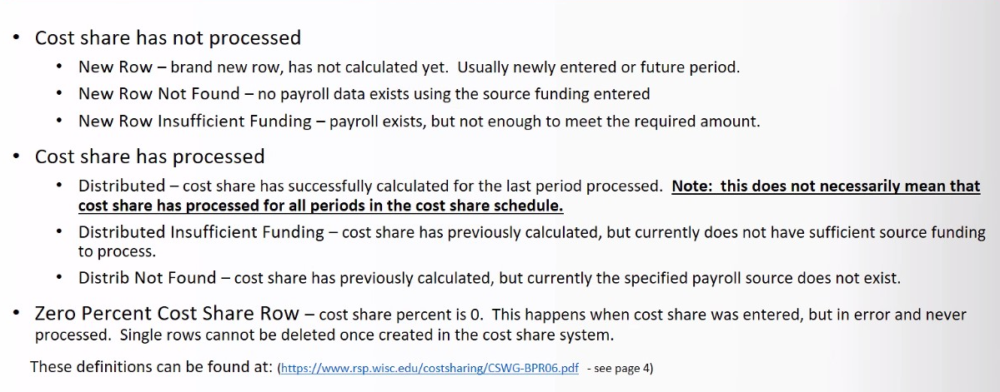 • Cost share has not processed
• New Row – brand new row, has not calculated yet.  Usually newly entered or future period.
• New Row Not Found – no payroll data exists using the source funding entered
• New Row Insufficient Funding – payroll exists, but not enough to meet the required amount.
• Cost share has processed
• Distributed – cost share has successfully calculated for the last period processed.  Note:  this does not necessarily mean that
cost share has processed for all periods in the cost share schedule.
• Distributed Insufficient Funding – cost share has previously calculated, but currently does not have sufficient source funding
to process.
• Distrib Not Found – cost share has previously calculated, but currently the specified payroll source does not exist.
• Zero Percent Cost Share Row – cost share percent is 0.  This happens when cost share was entered, but in error and never
processed.  Single rows cannot be deleted once created in the cost share system.
These definitions can be found at: (https://www.rsp.wisc.edu/costsharing/CSWG-BPR06.pdf  - see page 4)